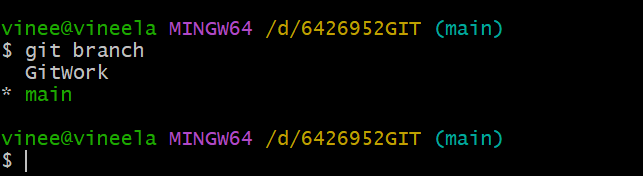 vinee@vineela MINGW64 /d/6426952GIT (main)
$ git branch
  GitWork
* main
vinee@vineela MINGW64 /d/6426952GIT (main)
$